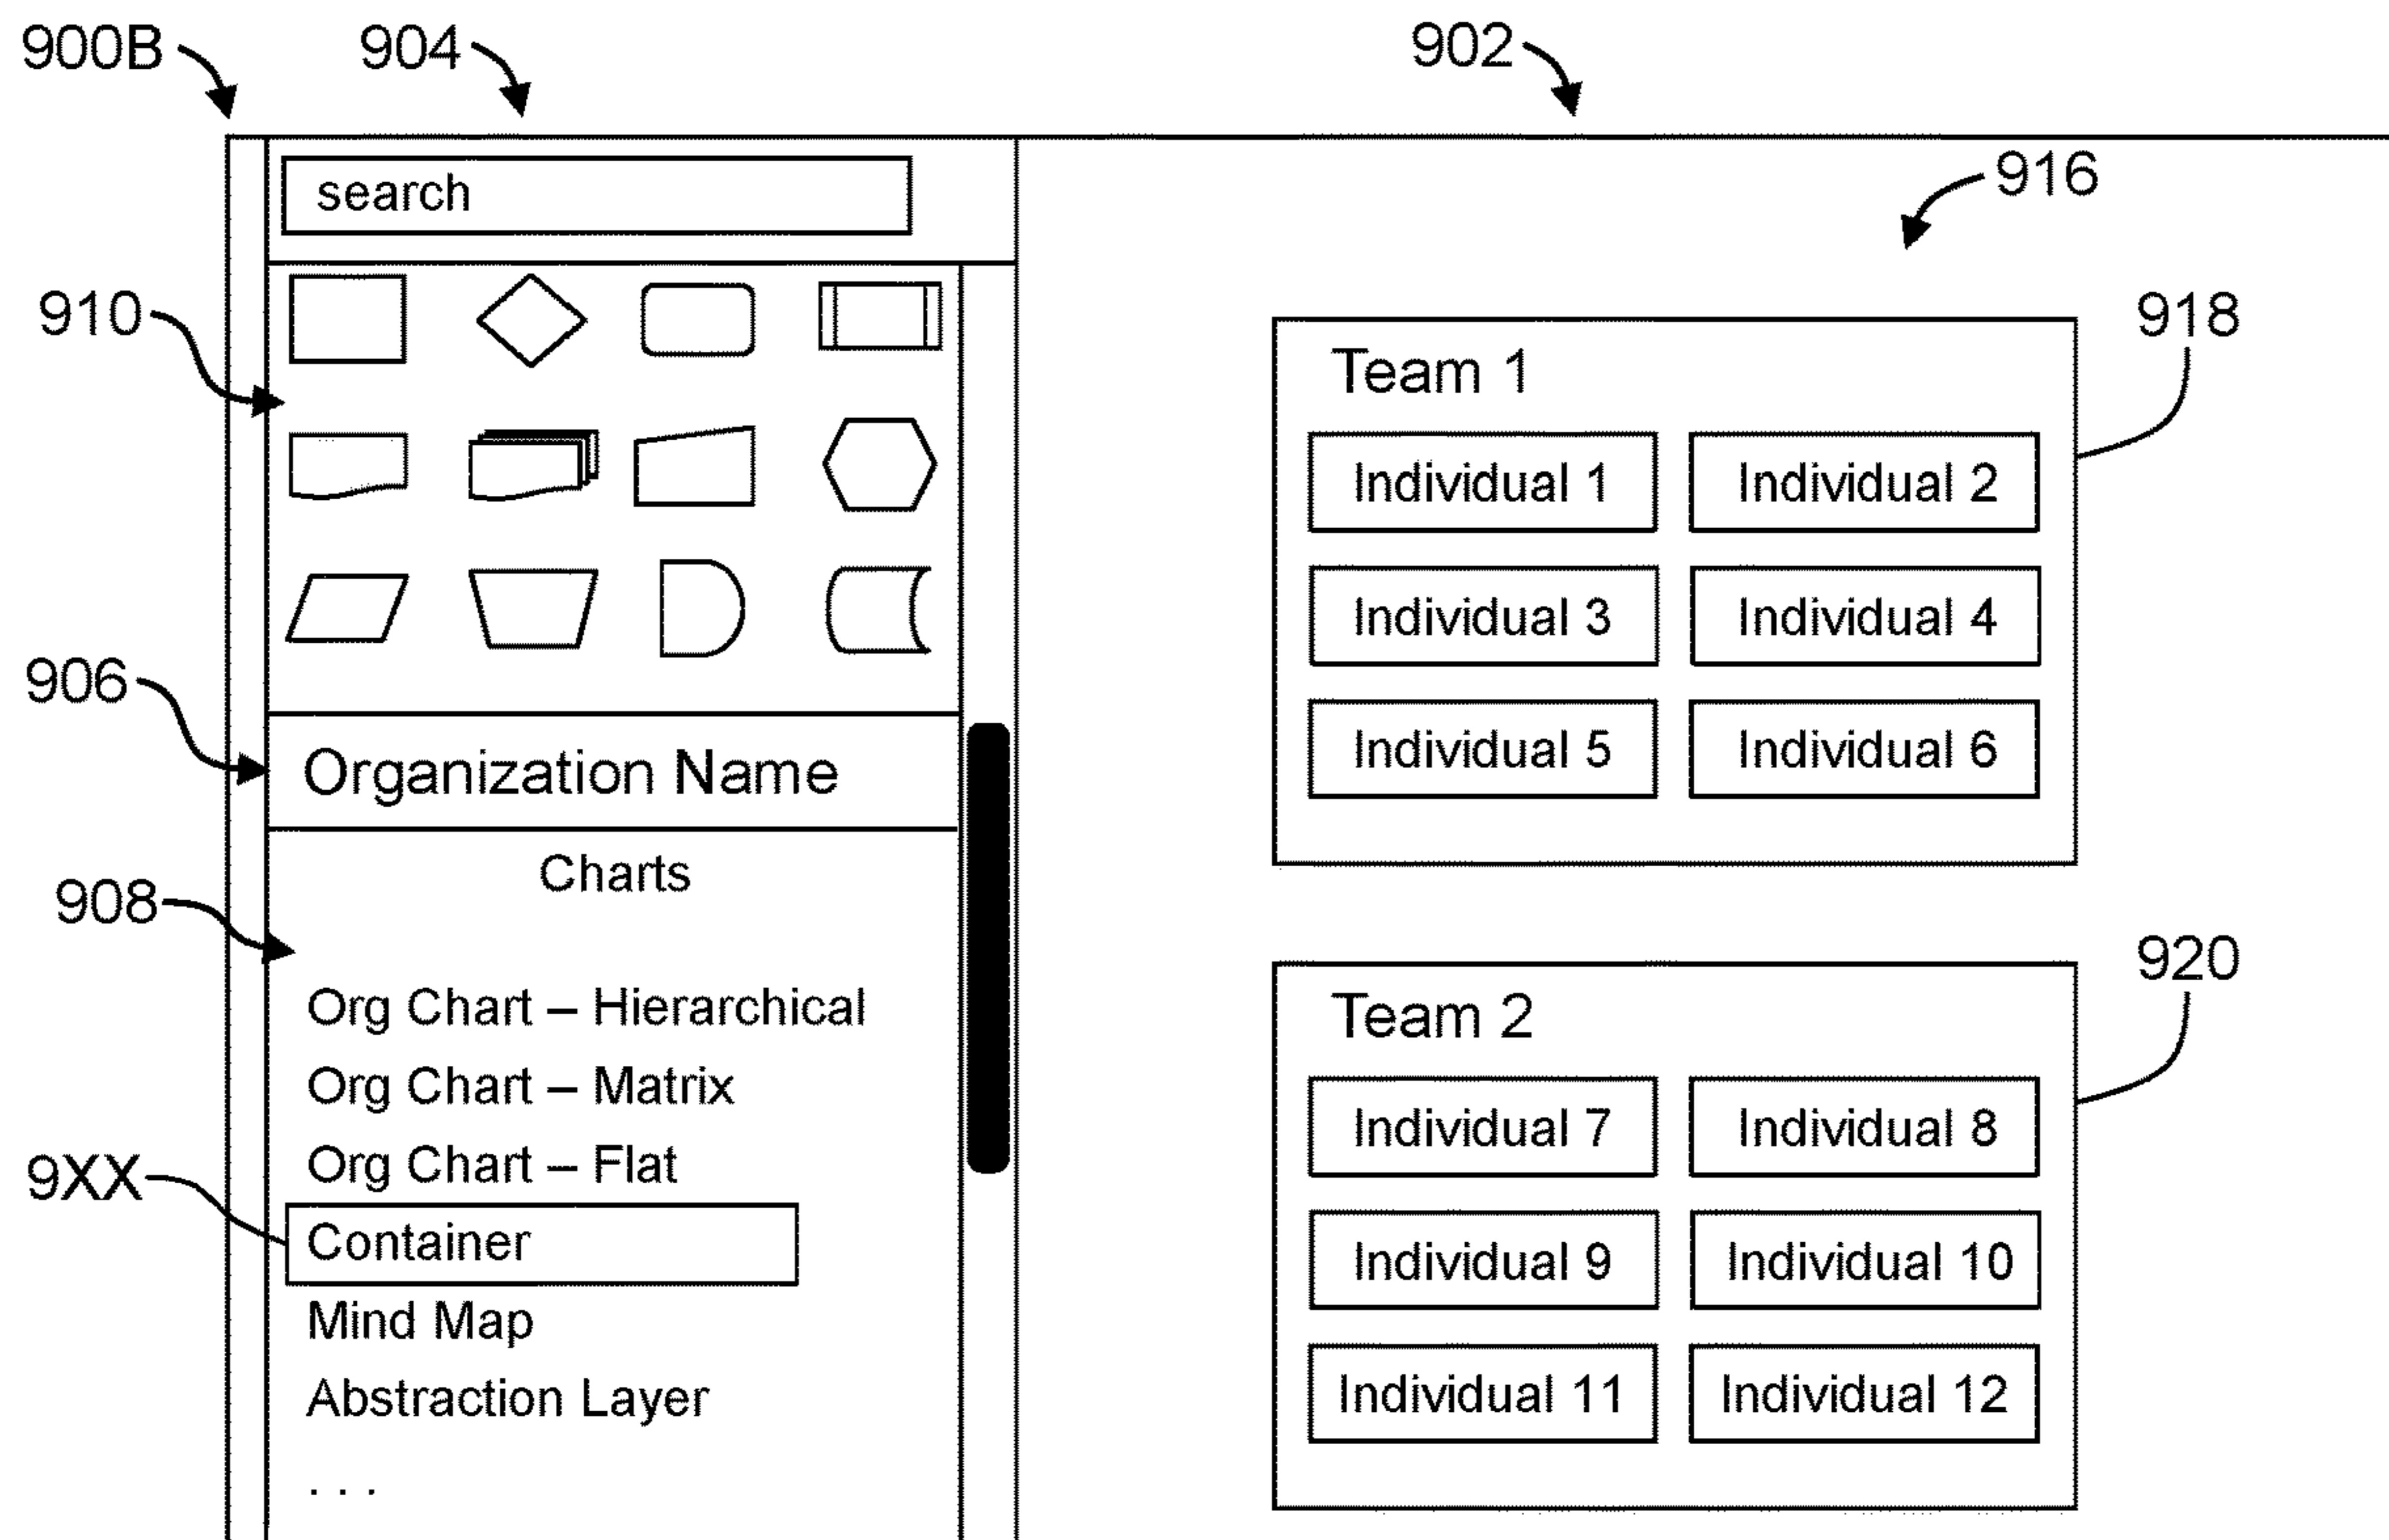 900B
904
902
916
search
910
918
906
Organization Name
Charts
908
Org Chart – Hierarchical
Org Chart – Matrix
Org Chart – Flat
9XX
Container
Mind Map
Abstraction Layer
. . .
Team 1
Individual 1 Individual 2
Individual 3 Individual 4
Individual 5 Individual 6
920
Team 2
Individual 7 Individual 8
Individual 9 Individual 10
Individual 11 Individual 12